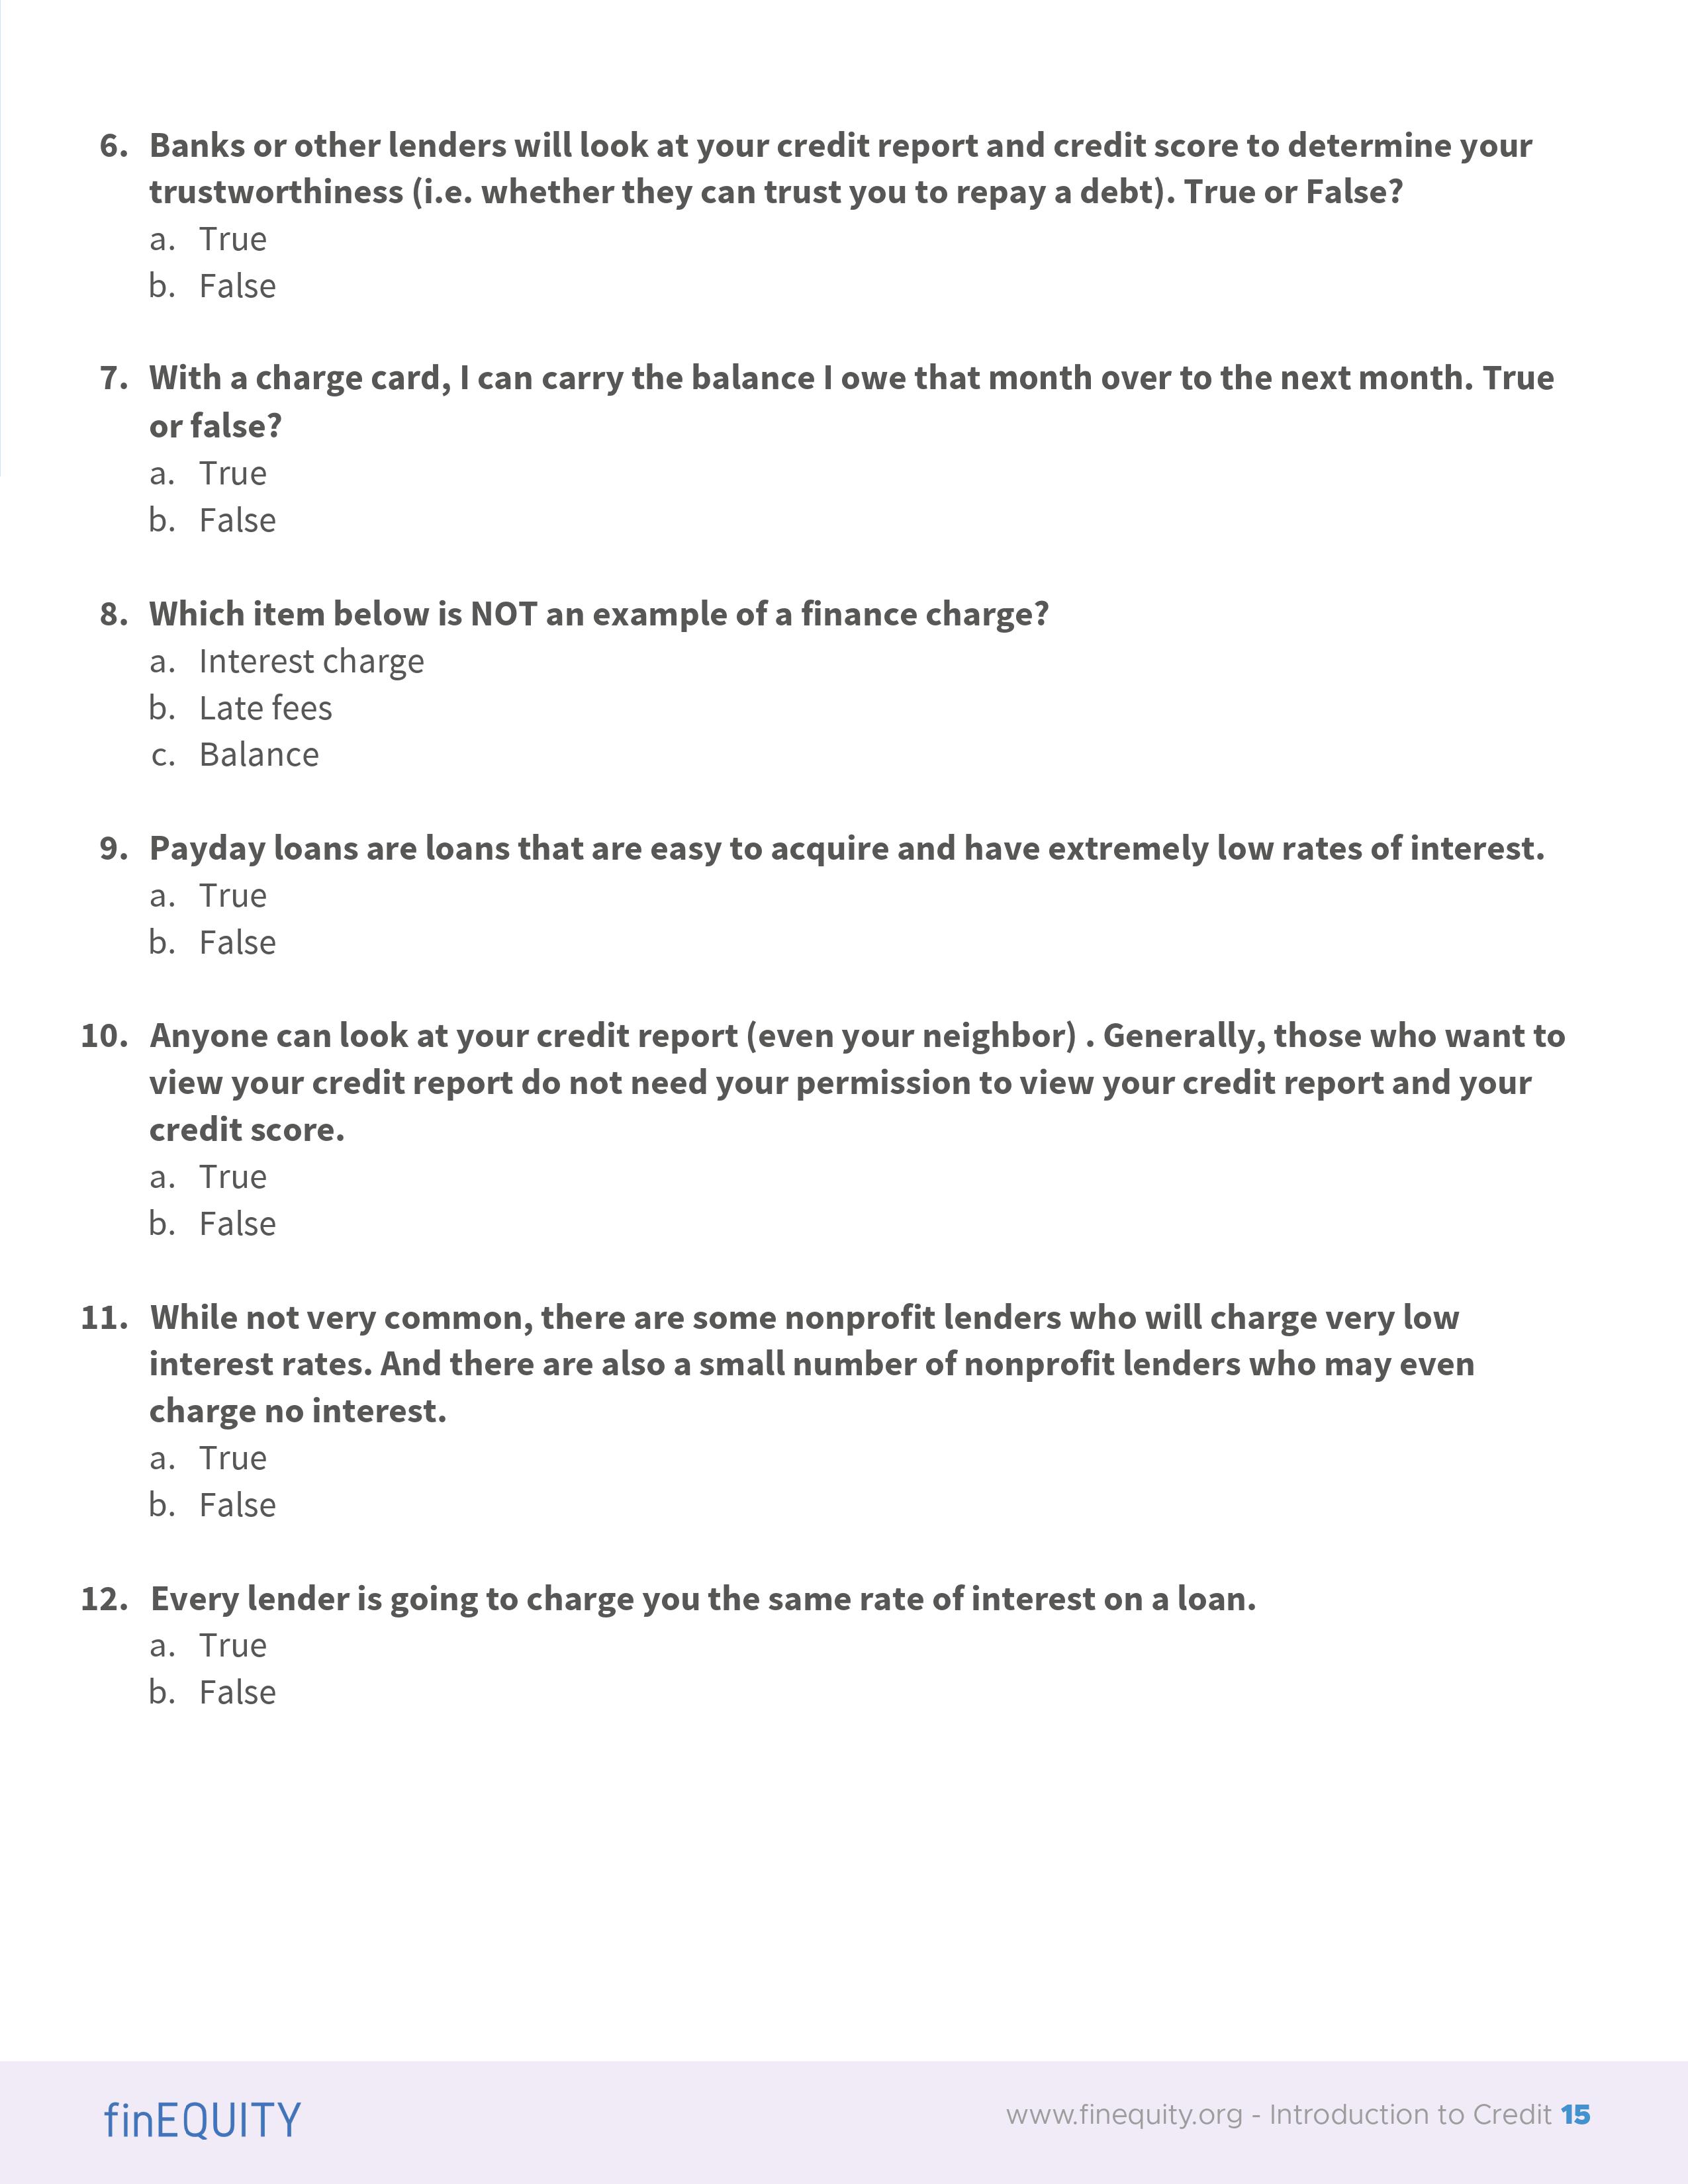 6. Banks or other lenders will look at your credit report and credit score to determine your
trustworthiness (i.e. whether they can trust you to repay a debt). True or False?
a. True
b. False
7. With a charge card, I can carry the balance I owe that month over to the next month. True
or false?
a. True
b. False
8. Which item below is NOT an example of a finance charge?
a. Interest charge
b. Late fees
c. Balance
9. Payday loans are loans that are easy to acquire and have extremely low rates of interest.
a. True
b. False
10. Anyone can look at your credit report (even your neighbor) . Generally, those who want to
view your credit report do not need your permission to view your credit report and your
credit score.
a. True
b. False
11. While not very common, there are some nonprofit lenders who will charge very low
interest rates. And there are also a small number of nonprofit lenders who may even
charge no interest.
a. True
b. False
12. Every lender is going to charge you the same rate of interest on a loan.
a. True
b. False
finEQUITY
www.finequity.org - Introduction to Credit 15